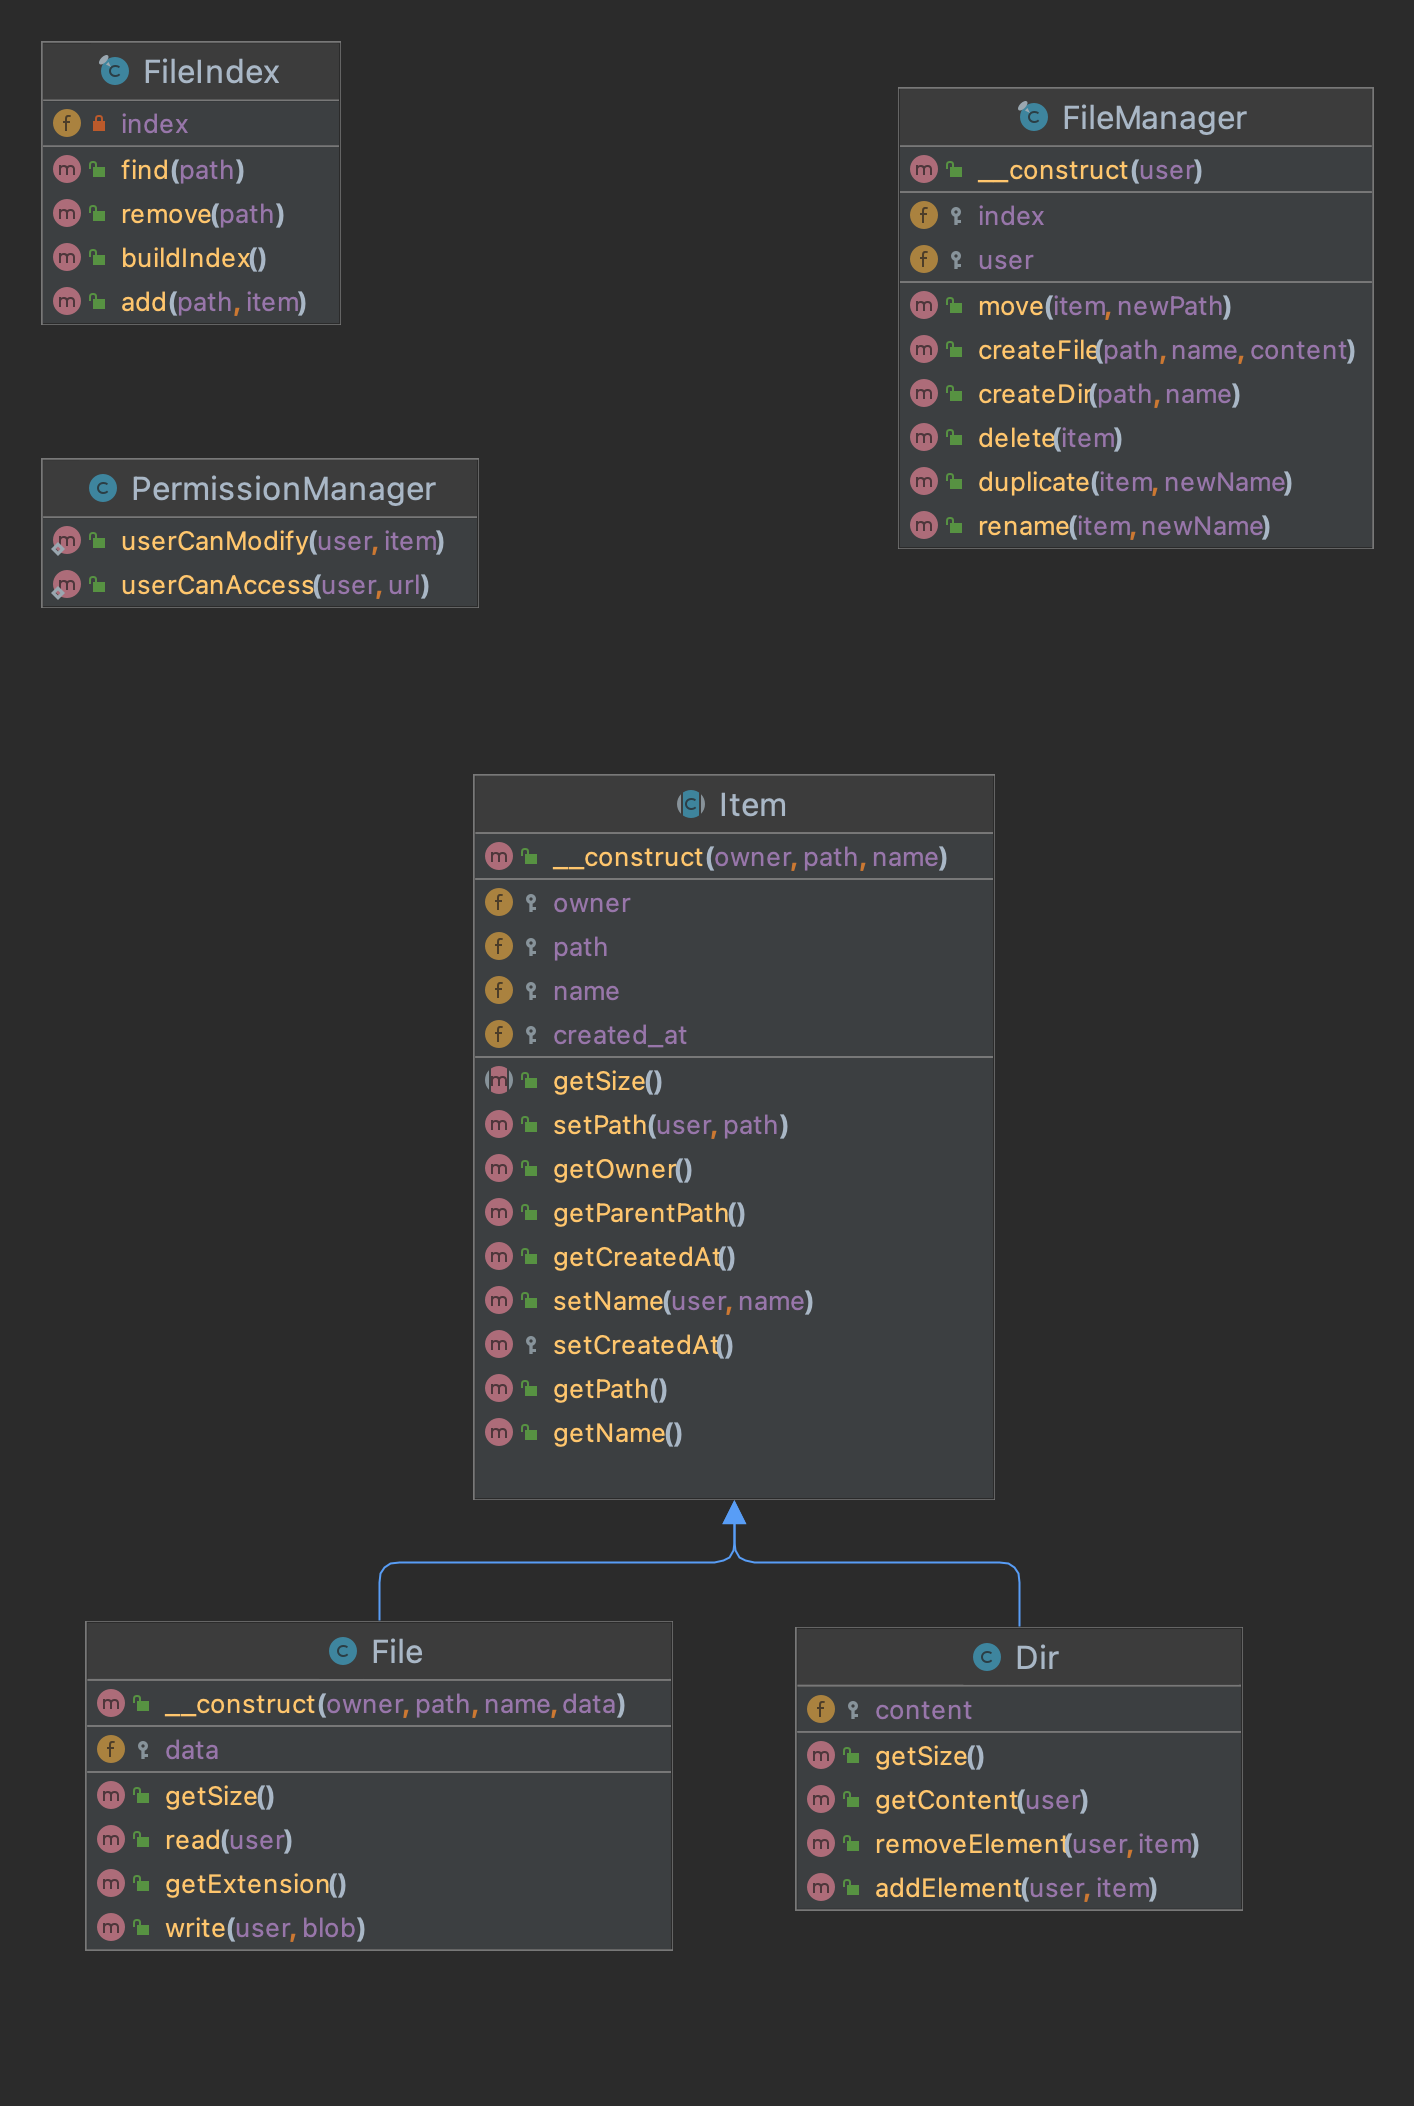 FileIndex
index
find(path)
remove(path)
buildIndex()
add(path, item)
FileManager
__construct(user)
index
user
move(item, newPath)
createFile(path, name, content)
createDir(path, name)
delete(item)
duplicate(item, newName)
rename(item, newName)
PermissionManager
userCanModify(user, item)
userCanAccess(user, url)
Item
__construct(owner, path, name)
owner
path
name
created_at
getSize()
setPath(user, path)
getOwner()
getParentPath()
getCreatedAt()
setName(user, name)
setCreatedAt()
getPath()
getName()
File
__construct(owner, path, name, data)
data
getSize()
read(user)
getExtension()
write(user, blob)
Dir
content
getSize()
getContent(user)
removeElement(user, item)
addElement(user, item)